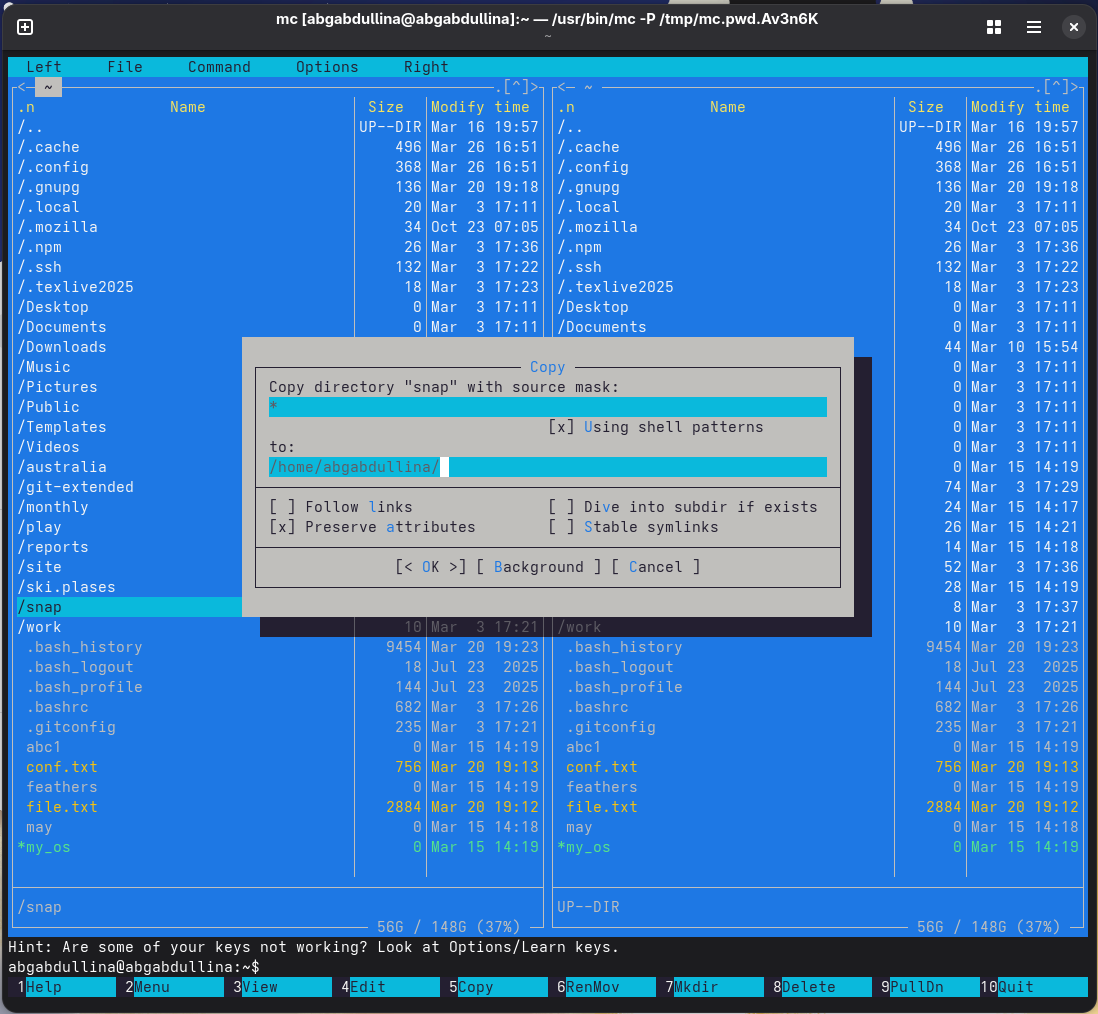 mc [abgabdullina@abgabdullina]:~ — /usr/bin/mc -P /tmp/mc.pwd.Av3n6K
~
Left File Command Options Right
<─ ~ .[^]> <─ ~ .[^]>
.n Name Size Modify time .n Name Size Modify time
/.. UP--DIR Mar 16 19:57 /.. UP--DIR Mar 16 19:57
/.cache 496 Mar 26 16:51 /.cache 496 Mar 26 16:51
/.config 368 Mar 26 16:51 /.config 368 Mar 26 16:51
/.gnupg 136 Mar 20 19:18 /.gnupg 136 Mar 20 19:18
/.local 20 Mar 3 17:11 /.local 20 Mar 3 17:11
/.mozilla 34 Oct 23 07:05 /.mozilla 34 Oct 23 07:05
/.npm 26 Mar 3 17:36 /.npm 26 Mar 3 17:36
/.ssh 132 Mar 3 17:22 /.ssh 132 Mar 3 17:22
/.texlive2025 18 Mar 3 17:23 /.texlive2025 18 Mar 3 17:23
/Desktop 0 Mar 3 17:11 /Desktop 0 Mar 3 17:11
/Documents 0 Mar 3 17:11 /Documents 0 Mar 3 17:11
/Downloads 44 Mar 10 15:54
/Music Copy 0 Mar 3 17:11
/Pictures Copy directory "snap" with source mask: 0 Mar 3 17:11
/Public * 0 Mar 3 17:11
/Templates [x] Using shell patterns 0 Mar 3 17:11
/Videos to: 0 Mar 3 17:11
/australia /home/abgabdullina/ 0 Mar 15 14:19
/git-extended 74 Mar 3 17:29
/monthly [ ] Follow links [ ] Dive into subdir if exists 24 Mar 15 14:17
/play [x] Preserve attributes [ ] Stable symlinks 26 Mar 15 14:21
/reports 14 Mar 15 14:18
/site [< OK >] [ Background ] [ Cancel ] 52 Mar 3 17:36
/ski.plases 28 Mar 15 14:19
/snap 8 Mar 3 17:37
/work 10 Mar 3 17:21 /work 10 Mar 3 17:21
.bash_history 9454 Mar 20 19:23 .bash_history 9454 Mar 20 19:23
.bash_logout 18 Jul 23 2025 .bash_logout 18 Jul 23 2025
.bash_profile 144 Jul 23 2025 .bash_profile 144 Jul 23 2025
.bashrc 682 Mar 3 17:26 .bashrc 682 Mar 3 17:26
.gitconfig 235 Mar 3 17:21 .gitconfig 235 Mar 3 17:21
abc1 0 Mar 15 14:19 abc1 0 Mar 15 14:19
conf.txt 756 Mar 20 19:13 conf.txt 756 Mar 20 19:13
feathers 0 Mar 15 14:19 feathers 0 Mar 15 14:19
file.txt 2884 Mar 20 19:12 file.txt 2884 Mar 20 19:12
may 0 Mar 15 14:18 may 0 Mar 15 14:18
*my_os 0 Mar 15 14:19 *my_os 0 Mar 15 14:19
/snap UP--DIR
56G / 148G (37%) 56G / 148G (37%)
Hint: Are some of your keys not working? Look at Options/Learn keys.
abgabdullina@abgabdullina:~$
1Help 2Menu 3View 4Edit 5Copy 6RenMov 7Mkdir 8Delete 9PullDn 10Quit